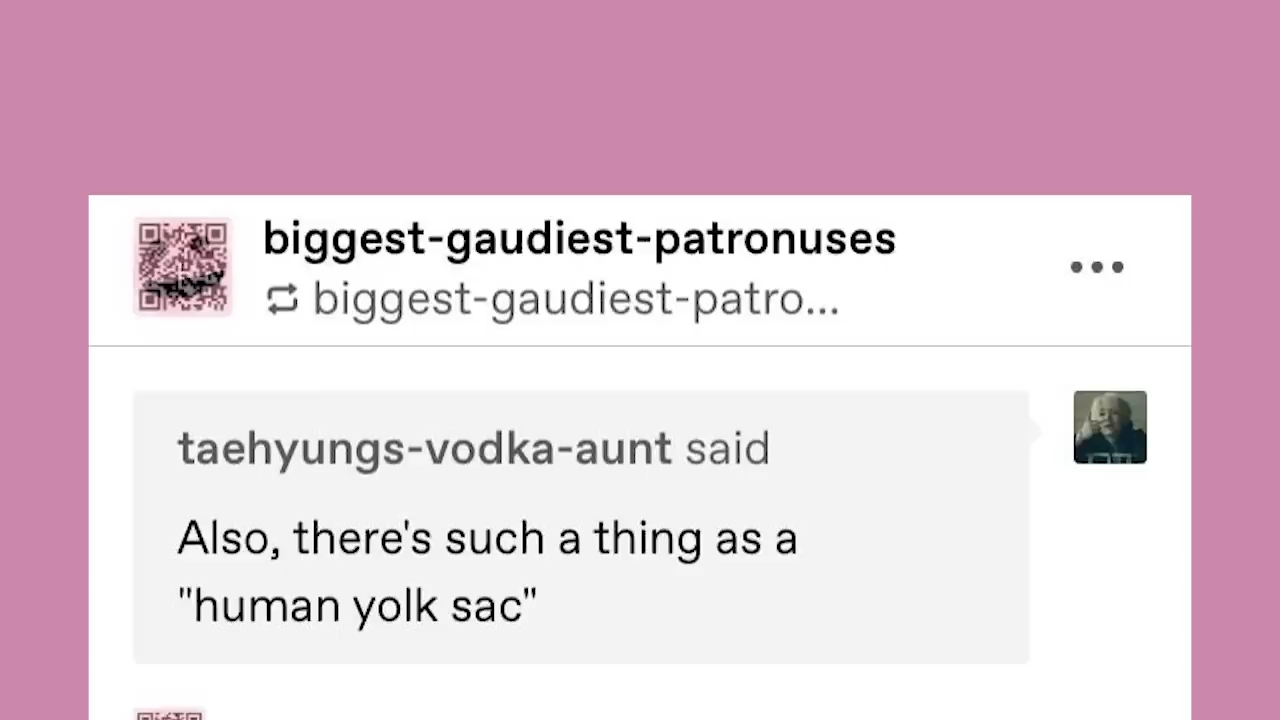 biggest-gaudiest-patronuses
biggest-gaudiest-patro...
taehyungs-vodka-aunt said
Also, there's such a thing as a
"human yolk sac"